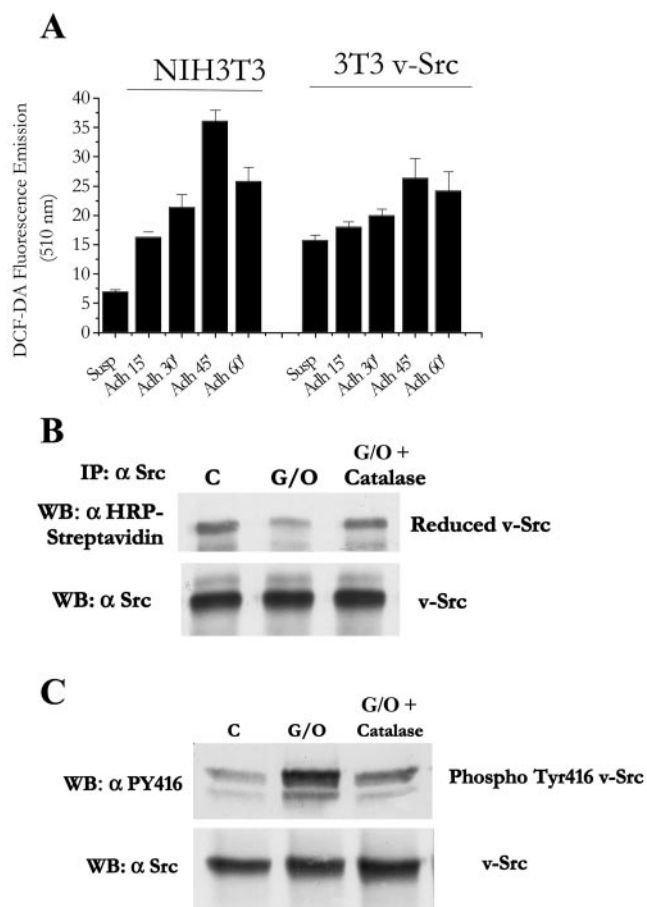 A
NIH3T3
3T3 v-Src
DCF-DA Fluorescence Emission
(510 nm)
40
35
30
25
20
15
10
5
0
Susp
Adh 15'
Adh 30'
Adh 45'
Adh 60'
Susp
Adh 15'
Adh 30'
Adh 45'
Adh 60'
B
IP: α Src
C
G/O
G/O +
Catalase
WB: α HRP-
Streptavidin
Reduced v-Src
WB: α Src
v-Src
C
C
G/O
G/O +
Catalase
WB: α PY416
Phospho Tyr416 v-Src
WB: α Src
v-Src